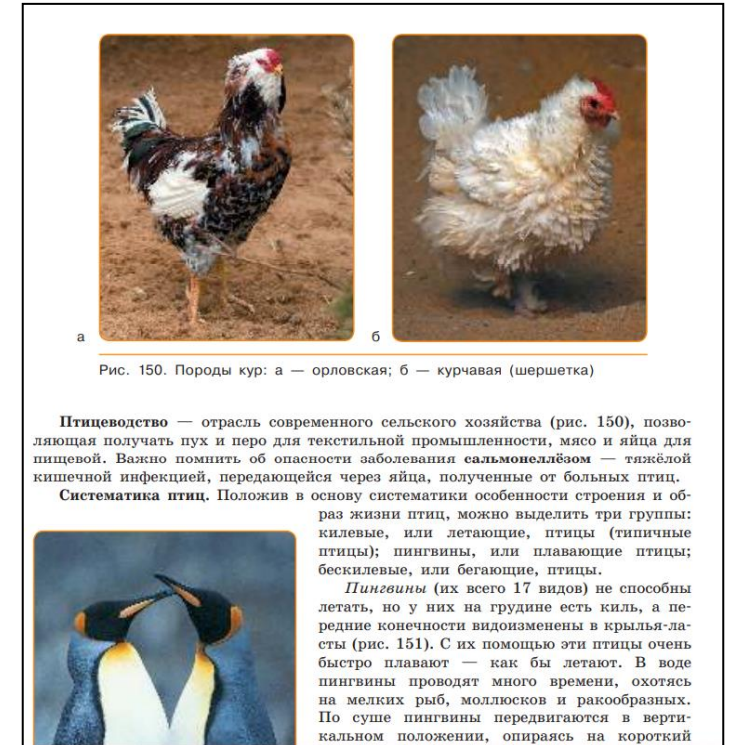 а
б
Рис. 150. Породы кур: а — орловская; б — курчавая (шершетка)
Птицеводство — отрасль современного сельского хозяйства (рис. 150), позво-
ляющая получать пух и перо для текстильной промышленности, мясо и яйца для
пищевой. Важно помнить об опасности заболевания сальмонеллёзом — тяжёлой
кишечной инфекцией, передающейся через яйца, полученные от больных птиц.
Систематика птиц. Положив в основу систематики особенности строения и об-
раз жизни птиц, можно выделить три группы:
килевые, или летающие, птицы (типичные
птицы); пингвины, или плавающие птицы;
бескилевые, или бегающие, птицы.
Пингвины (их всего 17 видов) не способны
летать, но у них на грудине есть киль, а пе-
редние конечности видоизменены в крылья-ла-
сты (рис. 151). С их помощью эти птицы очень
быстро плавают — как бы летают. В воде
пингвины проводят много времени, охотясь
на мелких рыб, моллюсков и ракообразных.
По суше пингвины передвигаются в верти-
кальном положении, опираясь на короткий